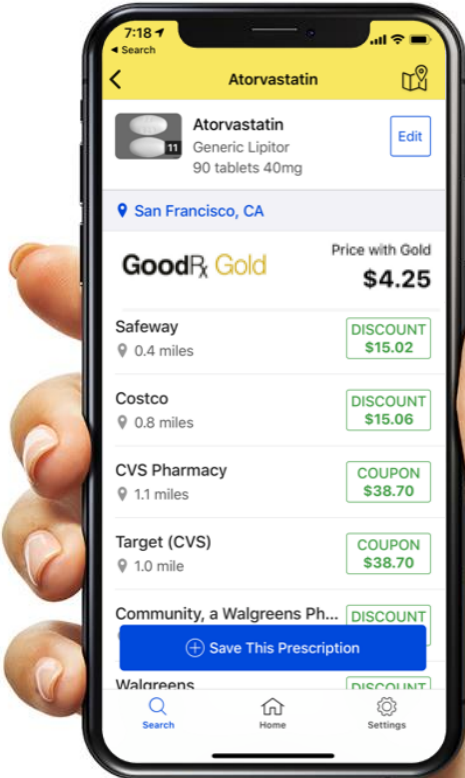 7:18
Search
Atorvastatin
11
Atorvastatin
Generic Lipitor
90 tablets 40mg
Edit
San Francisco, CA
GoodRx Gold
Price with Gold
$4.25
Safeway
0.4 miles
DISCOUNT
$15.02
Costco
0.8 miles
DISCOUNT
$15.06
CVS Pharmacy
1.1 miles
COUPON
$38.70
Target (CVS)
1.0 mile
COUPON
$38.70
Community, a Walgreens Ph...
DISCOUNT
Save This Prescription
Walgreens
DISCOUNT
Search
Home
Settings